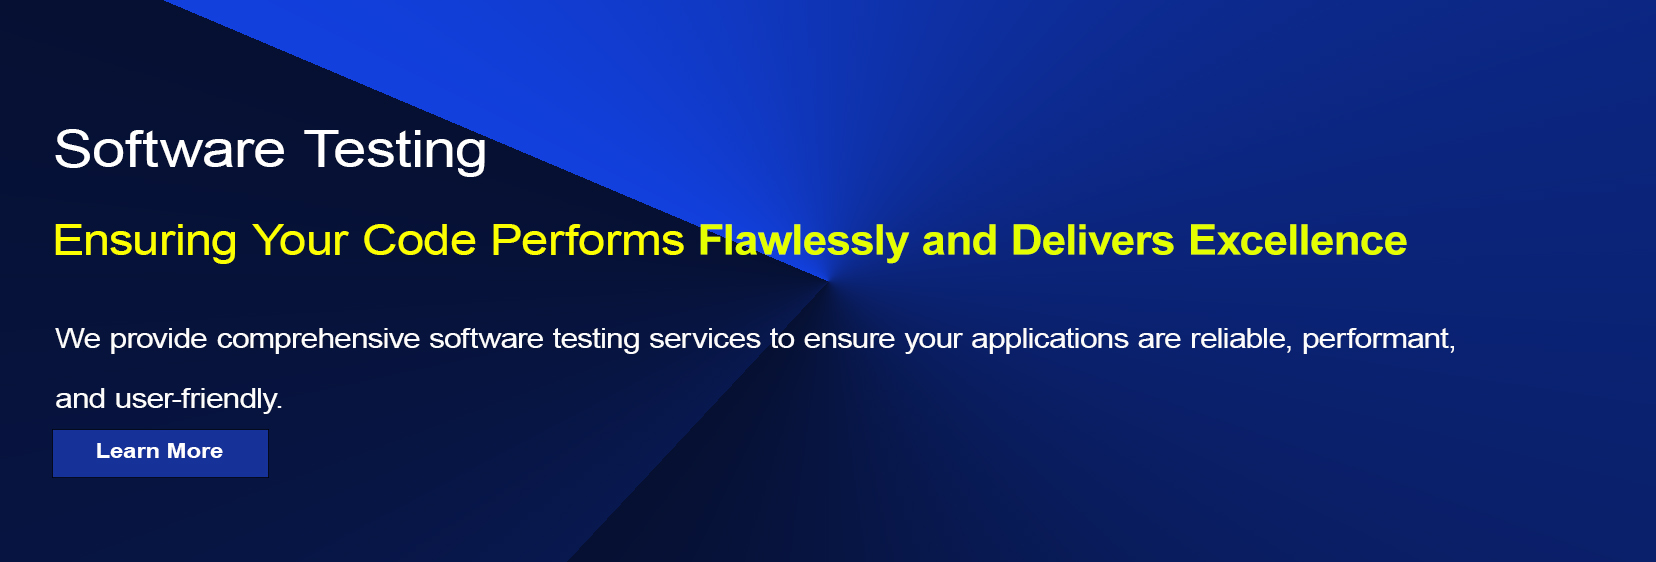 Software Testing
Ensuring Your Code Performs Flawlessly and Delivers Excellence
We provide comprehensive software testing services to ensure your applications are reliable, performant,
and user-friendly.
Learn More